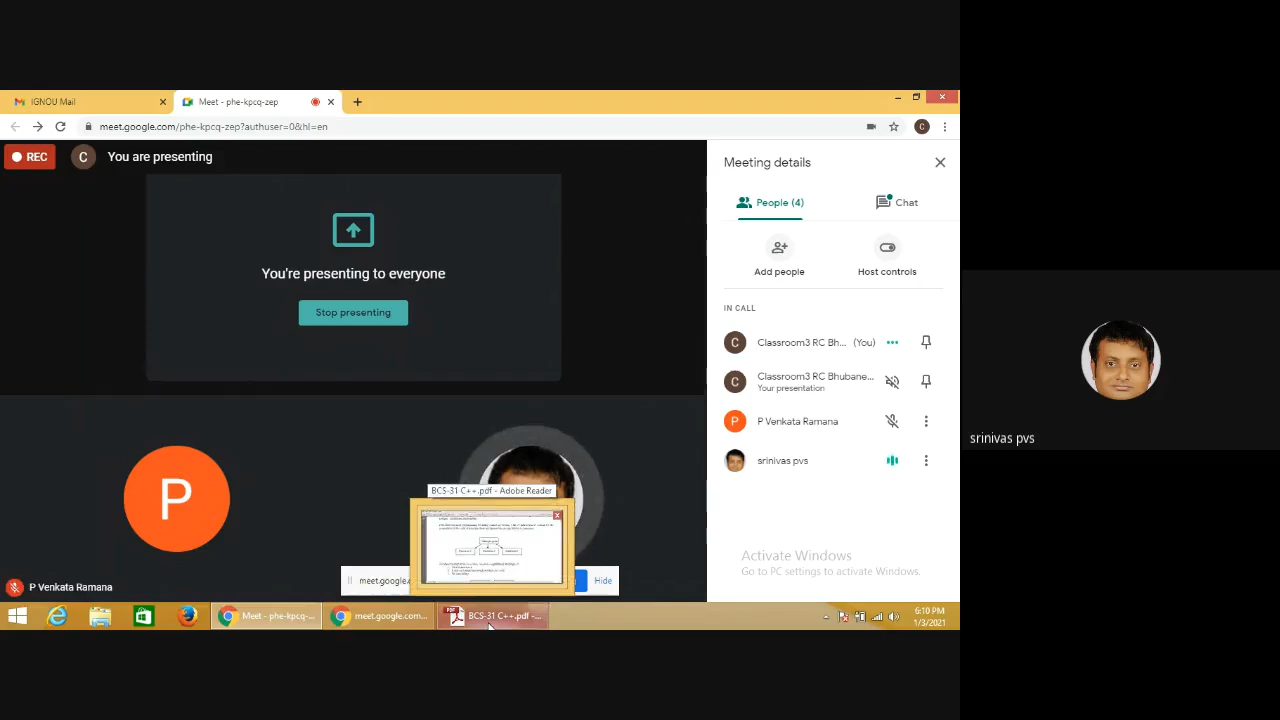 IGNOU Mail
Meet - phe-kpcq-zep
meet.google.com/phe-kpcq-zep?authuser=0&hl=en
C
REC
C
You are presenting
You're presenting to everyone
Stop presenting
P
P Venkata Ramana
BCS-31 C++.pdf - Adobe Reader
meet.google.
Hide
Meeting details
People (4)
Chat
Add people
Host controls
IN CALL
C
Classroom3 RC Bh... (You)
C
Classroom3 RC Bhubane...
Your presentation
P
P Venkata Ramana
srinivas pvs
Activate Windows
Go to PC settings to activate Windows.
Meet - phe-kpcq-...
meet.google.com...
PDF
BCS-31 C++.pdf -...
6:10 PM
1/3/2021
srinivas pvs